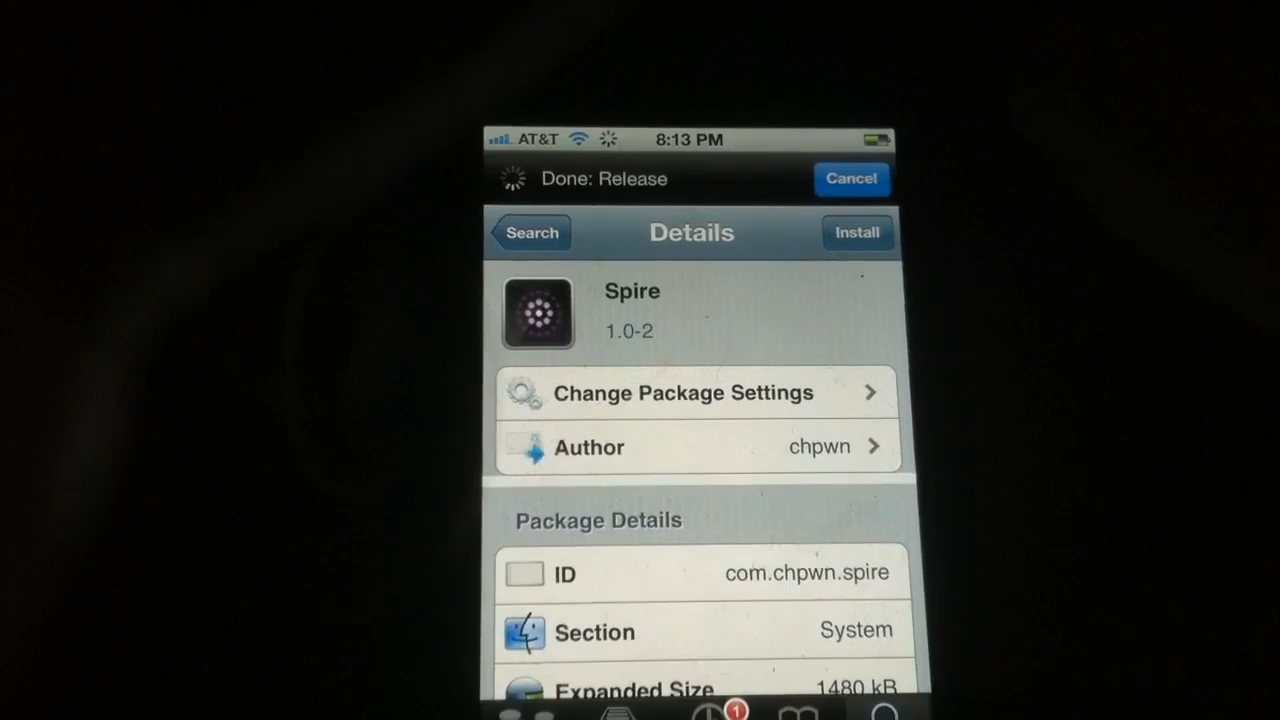 AT&T 8:13 PM
Done: Release Cancel
Search Details Install
Spire
1.0-2
Change Package Settings
Author chpwn
Package Details
ID com.chpwn.spire
Section System
Expanded Size 1480 kB
1